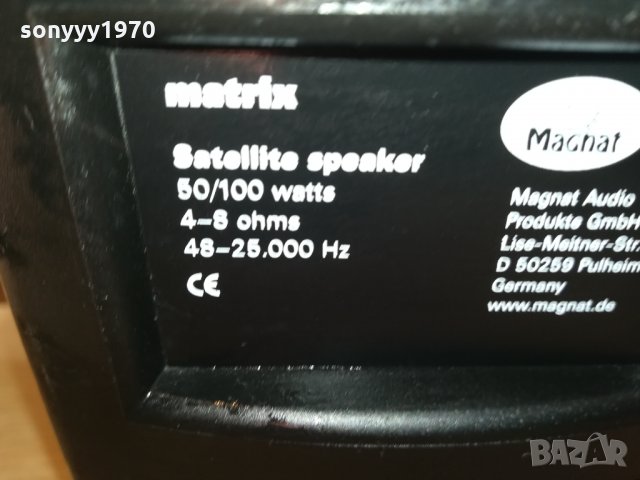 sonyyy1970
matrix
Satellite speaker
50/100 watts
4-8 ohms
48-25.000 Hz
CE
Magnat
Magnat Audio
Produkte GmbH
Lise-Meitner-Str.
D 50259 Pulheim
Germany
www.magnat.de
BAZAR